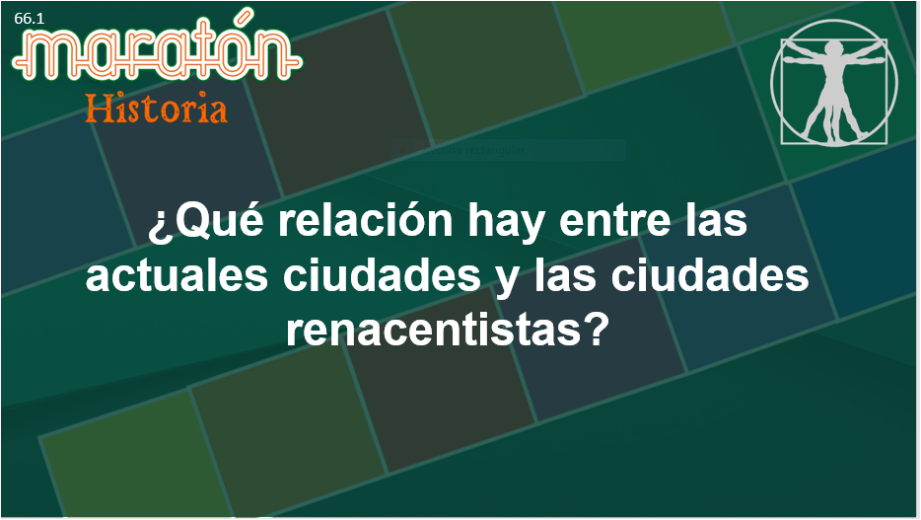 66.1
maratón
Historia
¿Qué relación hay entre las
actuales ciudades y las ciudades
renacentistas?